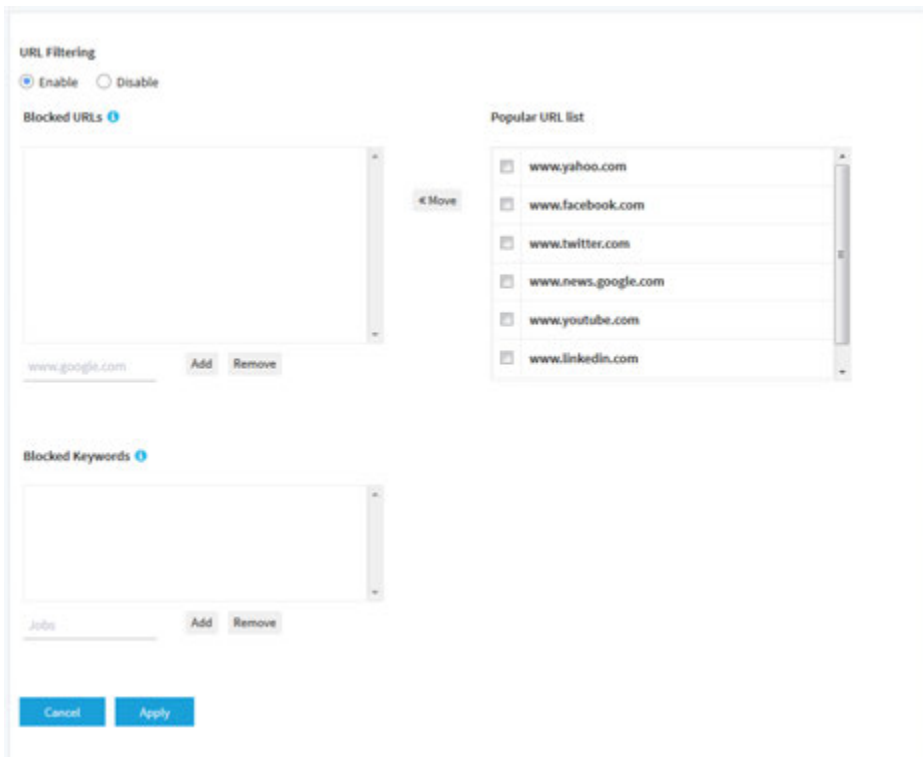 URL Filtering
Enable Disable
Blocked URLs
Popular URL list
www.yahoo.com
www.facebook.com
« Move
www.twitter.com
www.news.google.com
www.youtube.com
www.linkedin.com
www.google.com Add Remove
Blocked Keywords
Jobs Add Remove
Cancel Apply